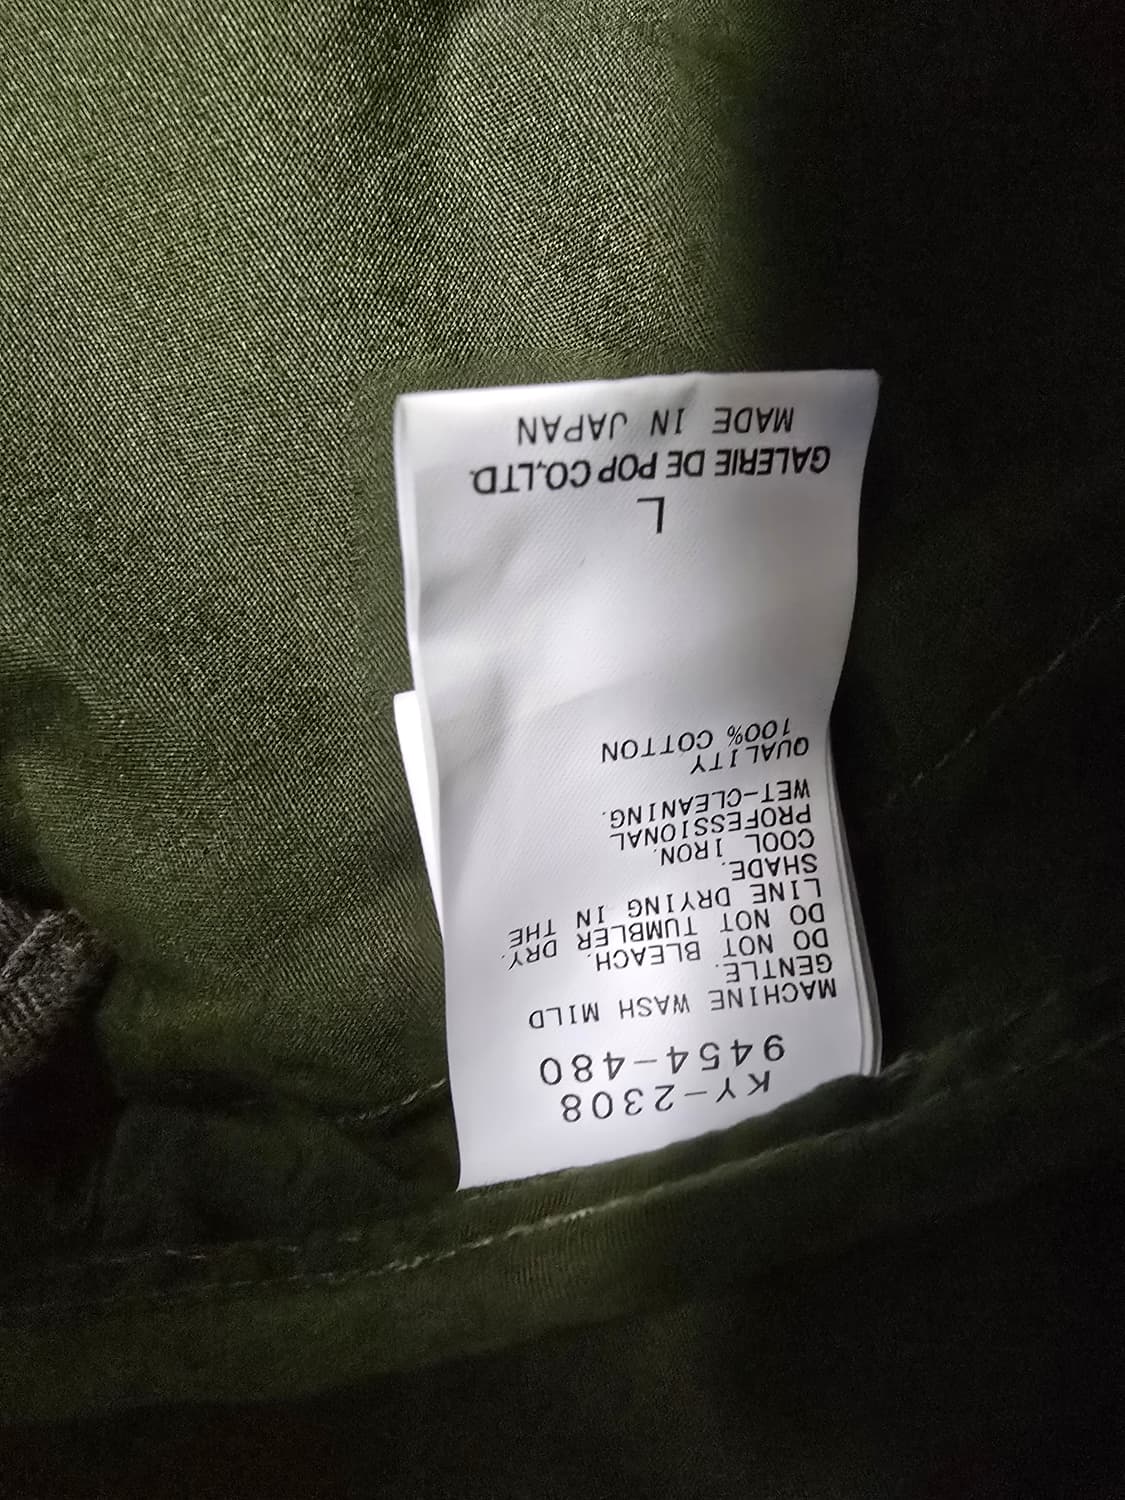 KY-2308
9454-480
MACHINE WASH MILD
GENTLE.
DO NOT BLEACH.
DO NOT TUMBLER DRY.
LINE DRYING IN THE
SHADE.
COOL IRON.
PROFESSIONAL
WET-CLEANING.
QUALITY
100% COTTON
L
GALERIE DE POP CO.,LTD.
MADE IN JAPAN